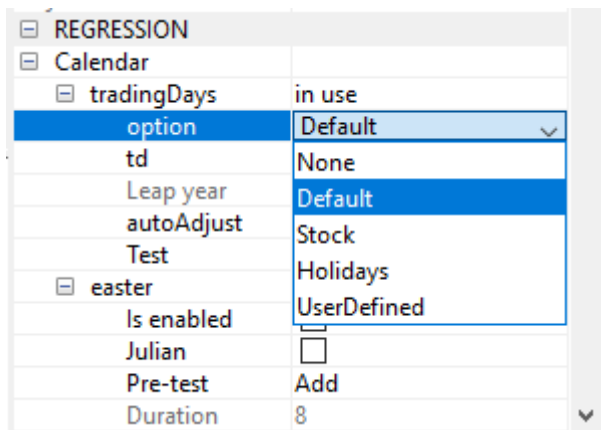 REGRESSION
Calendar
tradingDays in use
option Default
td None
Leap year Default
autoAdjust Stock
Test Holidays
easter UserDefined
Is enabled
Julian
Pre-test Add
Duration 8